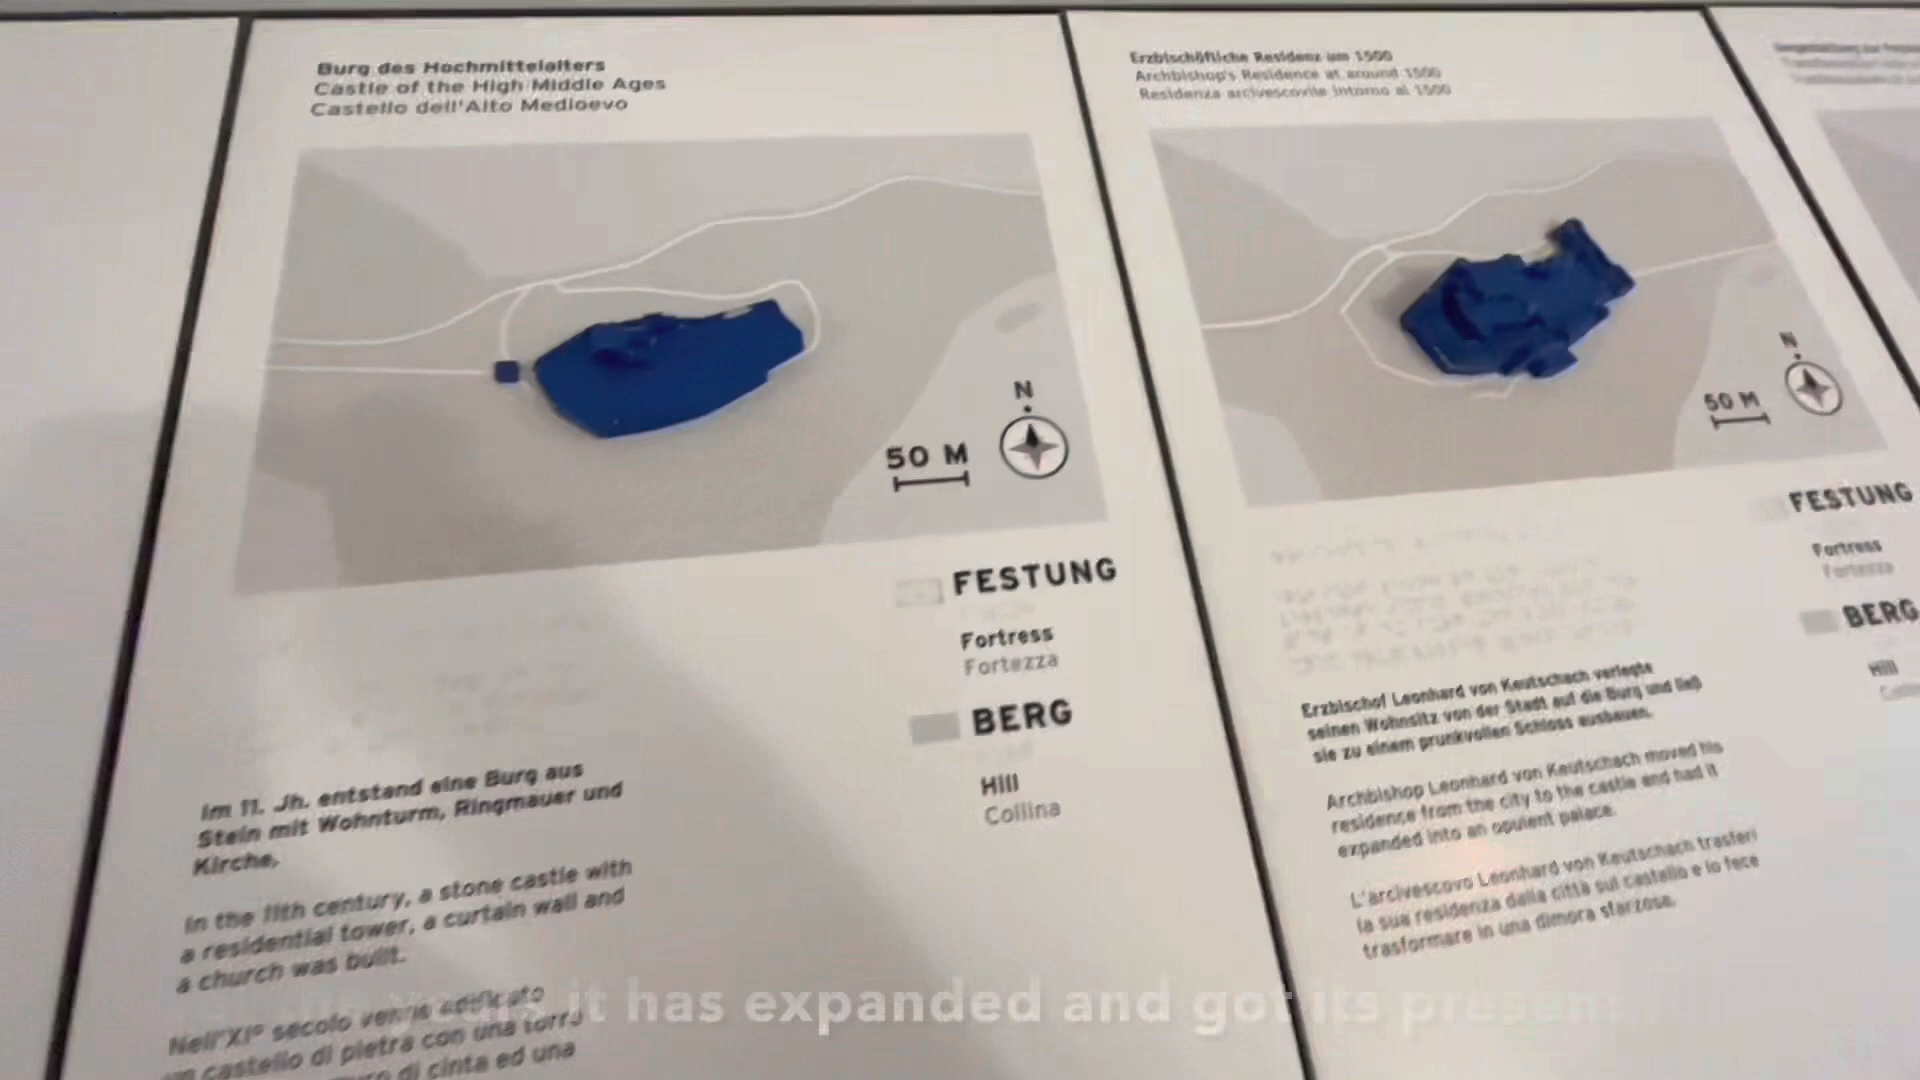 Burg des Hochmittelalters
Castle of the High Middle Ages
Castello dell'Alto Medioevo
N
50 M
FESTUNG
Fortress
Fortezza
BERG
Hill
Collina
Im 11. Jh. entstand eine Burg aus
Stein mit Wohnturm, Ringmauer und
Kirche.
In the 11th century, a stone castle with
a residential tower, a curtain wall and
a church was built.
Nell'XI° secolo venne edificato
un castello di pietra con una torre
di cinta ed una
Erzbischöfliche Residenz um 1500
Archbishop's Residence at around 1500
Residenza arcivescovile intorno al 1500
N
50 M
FESTUNG
Fortress
Fortezza
BERG
Hill
Erzbischof Leonhard von Keutschach verlegte
seinen Wohnsitz von der Stadt auf die Burg und ließ
sie zu einem prunkvollen Schloss ausbauen.
Archbishop Leonhard von Keutschach moved his
residence from the city to the castle and had it
expanded into an opulent palace.
L'arcivescovo Leonhard von Keutschach trasferì
la sua residenza dalla città sul castello e lo fece
trasformare in una dimora sfarzosa.
it has expanded and got its present